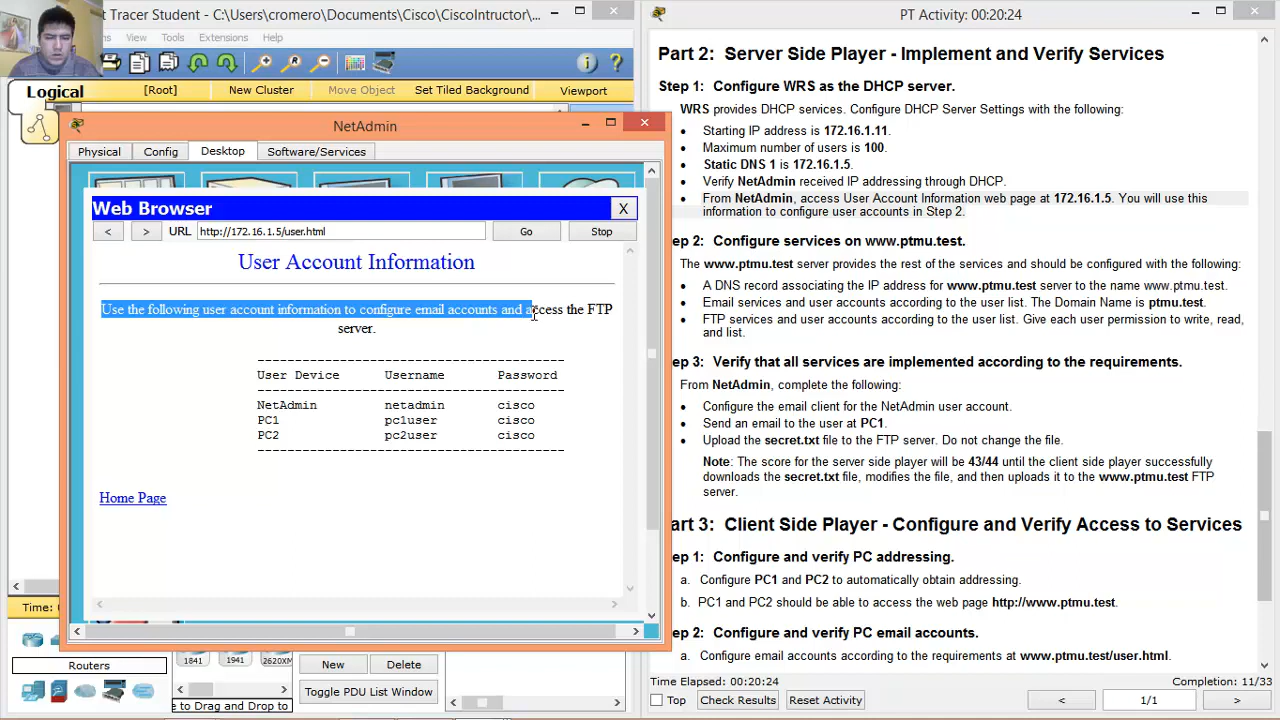 t Tracer Student - C:\Users\cromero\Documents\Cisco\CiscoIntructor\...
View Tools Extensions Help
Logical [Root] New Cluster Move Object Set Tiled Background Viewport
NetAdmin
Physical Config Desktop Software/Services
Web Browser X
< > URL http://172.16.1.5/user.html Go Stop
User Account Information
Use the following user account information to configure email accounts and access the FTP
server.
User Device Username Password
NetAdmin netadmin cisco
PC1 pc1user cisco
PC2 pc2user cisco
Home Page
Time:
Routers
1841 1941 2620XM
New Delete
Toggle PDU List Window
e to Drag and Drop to
PT Activity: 00:20:24
Part 2: Server Side Player - Implement and Verify Services
Step 1: Configure WRS as the DHCP server.
WRS provides DHCP services. Configure DHCP Server Settings with the following:
• Starting IP address is 172.16.1.11.
• Maximum number of users is 100.
• Static DNS 1 is 172.16.1.5.
• Verify NetAdmin received IP addressing through DHCP.
• From NetAdmin, access User Account Information web page at 172.16.1.5. You will use this
information to configure user accounts in Step 2.
tep 2: Configure services on www.ptmu.test.
The www.ptmu.test server provides the rest of the services and should be configured with the following:
• A DNS record associating the IP address for www.ptmu.test server to the name www.ptmu.test.
• Email services and user accounts according to the user list. The Domain Name is ptmu.test.
• FTP services and user accounts according to the user list. Give each user permission to write, read,
and list.
tep 3: Verify that all services are implemented according to the requirements.
From NetAdmin, complete the following:
• Configure the email client for the NetAdmin user account.
• Send an email to the user at PC1.
• Upload the secret.txt file to the FTP server. Do not change the file.
Note: The score for the server side player will be 43/44 until the client side player successfully
downloads the secret.txt file, modifies the file, and then uploads it to the www.ptmu.test FTP
server.
art 3: Client Side Player - Configure and Verify Access to Services
tep 1: Configure and verify PC addressing.
a. Configure PC1 and PC2 to automatically obtain addressing.
b. PC1 and PC2 should be able to access the web page http://www.ptmu.test.
tep 2: Configure and verify PC email accounts.
a. Configure email accounts according to the requirements at www.ptmu.test/user.html.
Time Elapsed: 00:20:24 Completion: 11/33
Top Check Results Reset Activity < 1/1 >